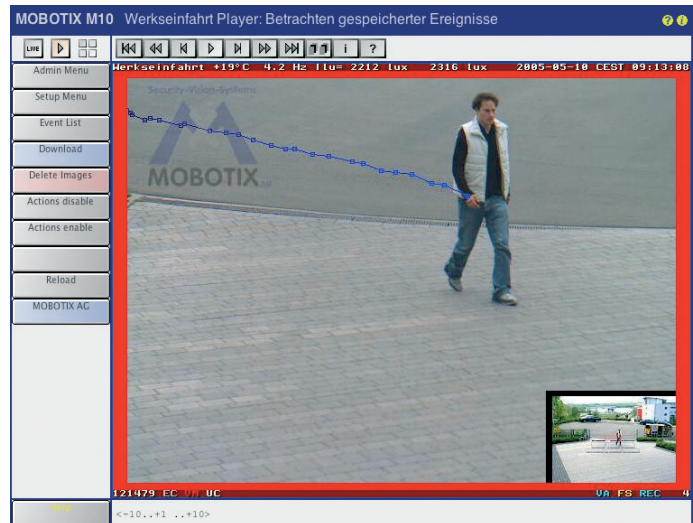 MOBOTIX M10 Werkseinfahrt Player: Betrachten gespeicherter Ereignisse
LIVE
i ?
Admin Menu
Setup Menu
Event List
Download
Delete Images
Actions disable
Actions enable
Reload
MOBOTIX AG
Werkseinfahrt +19°C 4.2 Hz Ilu= 2212 lux 2316 lux 2005-05-10 CEST 09:13:08
Security-Vision-Systems
MOBOTIX AG
121479 EC VM UC
VA FS REC 4
<-10..+1 ..+10>